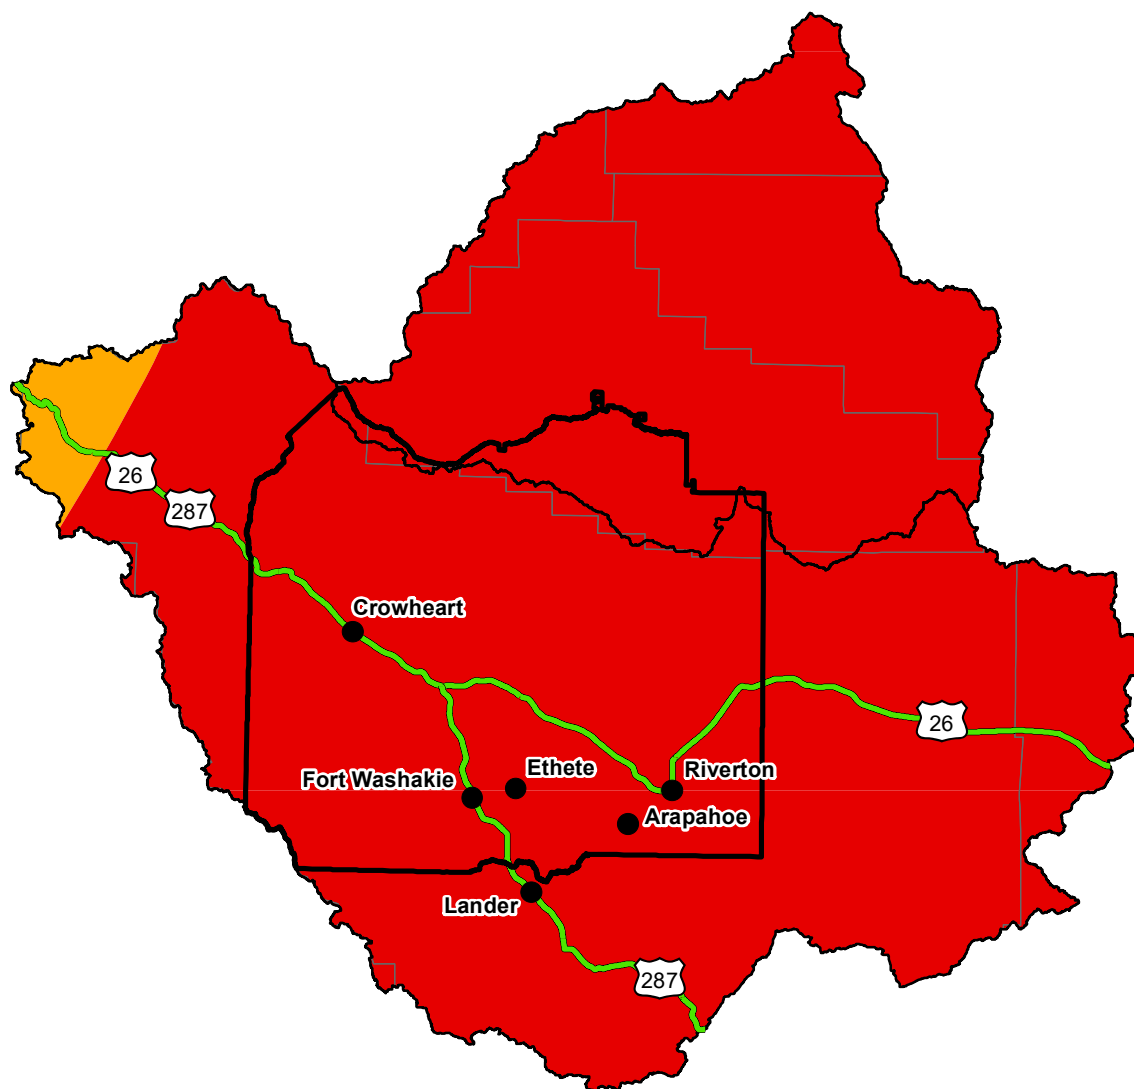 26
287
Crowheart
26
Ethete
Riverton
Fort Washakie
Arapahoe
Lander
287